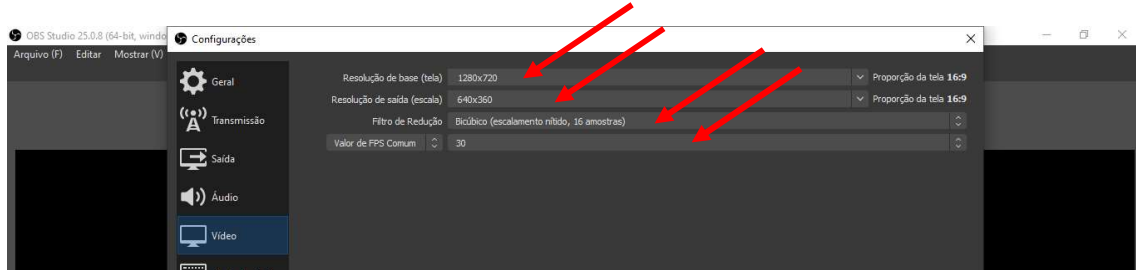 OBS Studio 25.0.8 (64-bit, windo
Configurações
Arquivo (F) Editar Mostrar (V)
Geral
Resolução de base (tela) 1280x720 Proporção da tela 16:9
Resolução de saída (escala) 640x360 Proporção da tela 16:9
Transmissão
Filtro de Redução Bicúbico (escalamento nítido, 16 amostras)
Valor de FPS Comum 30
Saída
Áudio
Vídeo